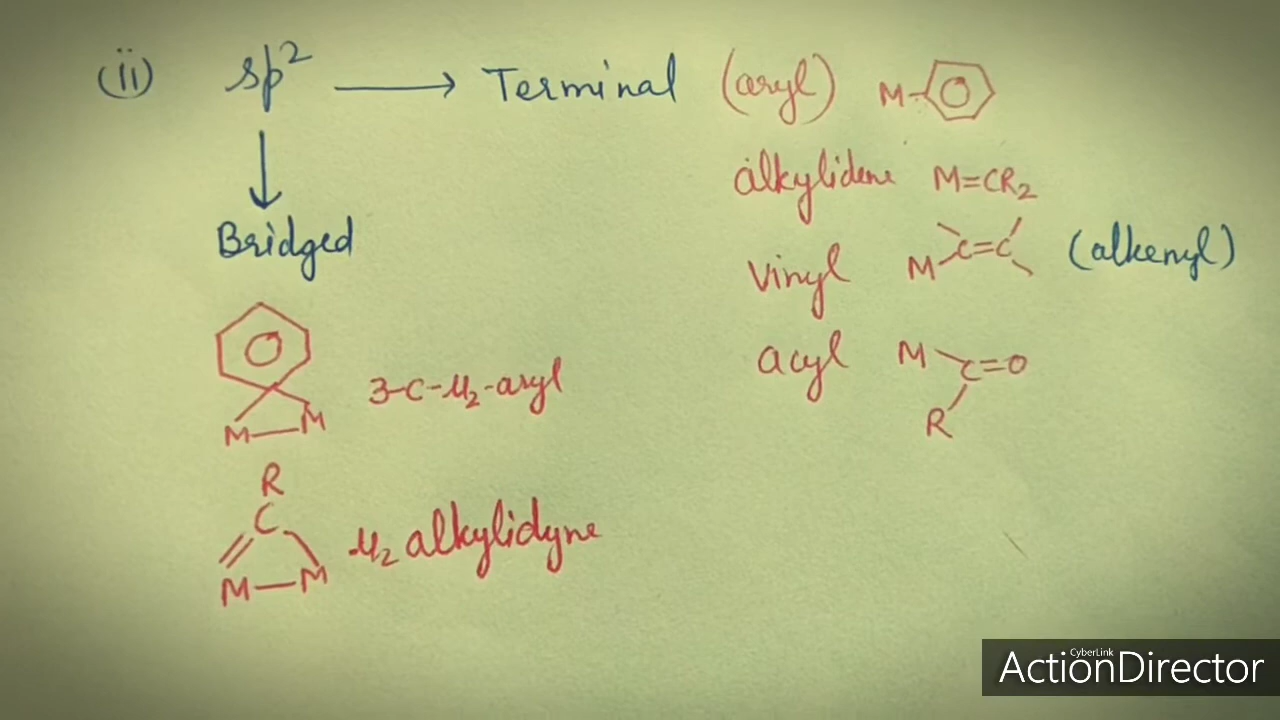 (ii) sp² ⟶ Terminal (aryl) M-
alkylidene M=CR₂
Bridged
vinyl M C=C (alkenyl)
acyl M C=O
R
3-C-μ₂-aryl
M — M
R
C
μ₂ alkylidyne
M — M
CyberLink
ActionDirector